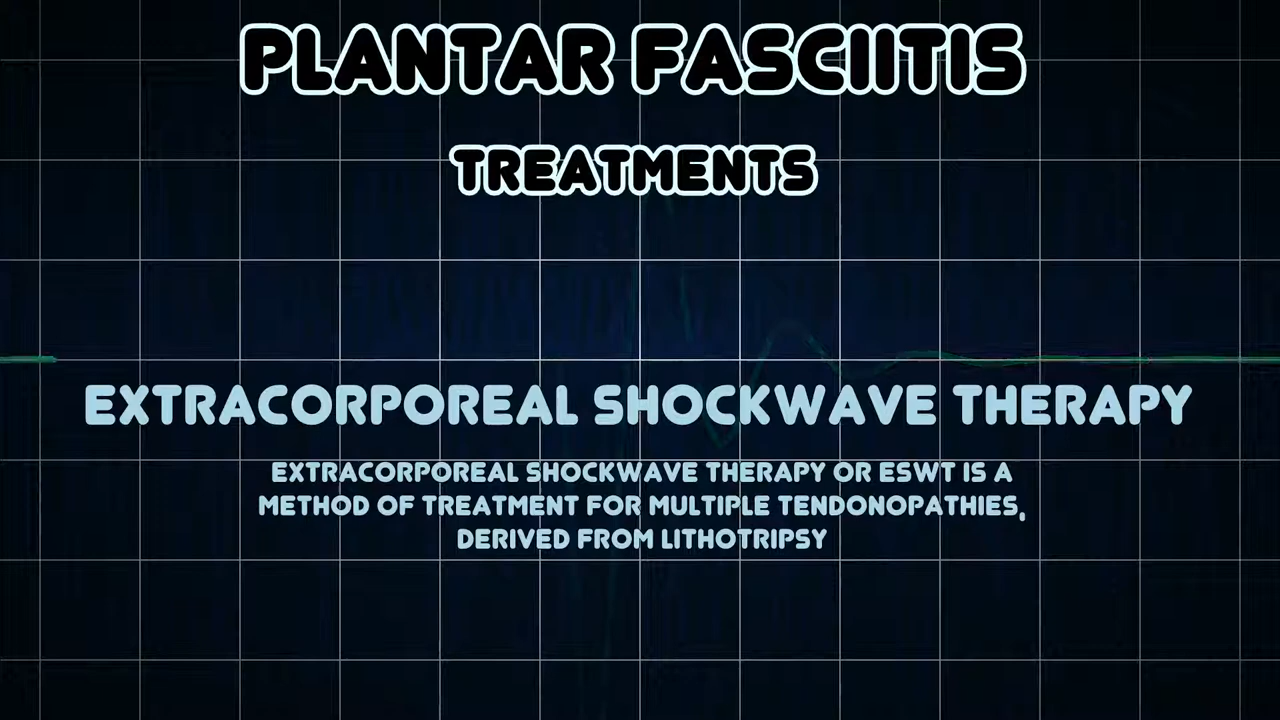 PLANTAR FASCIITIS
TREATMENTS
EXTRACORPOREAL SHOCKWAVE THERAPY
EXTRACORPOREAL SHOCKWAVE THERAPY OR ESWT IS A
METHOD OF TREATMENT FOR MULTIPLE TENDONOPATHIES,
DERIVED FROM LITHOTRIPSY